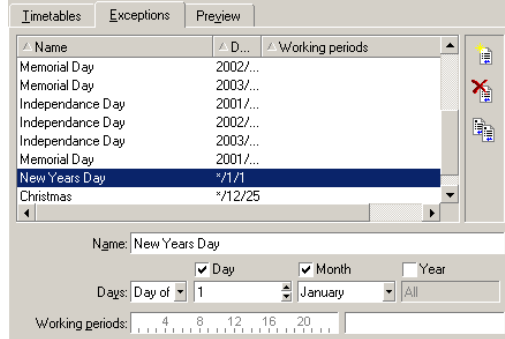 Timetables Exceptions Preview
Name D... Working periods
Memorial Day 2002/...
Memorial Day 2003/...
Independance Day 2001/...
Independance Day 2002/...
Independance Day 2003/...
Memorial Day 2001/...
New Years Day */1/1
Christmas */12/25
Name: New Years Day
Day Month Year
Days: Day of 1 January All
Working periods: 4 8 12 16 20